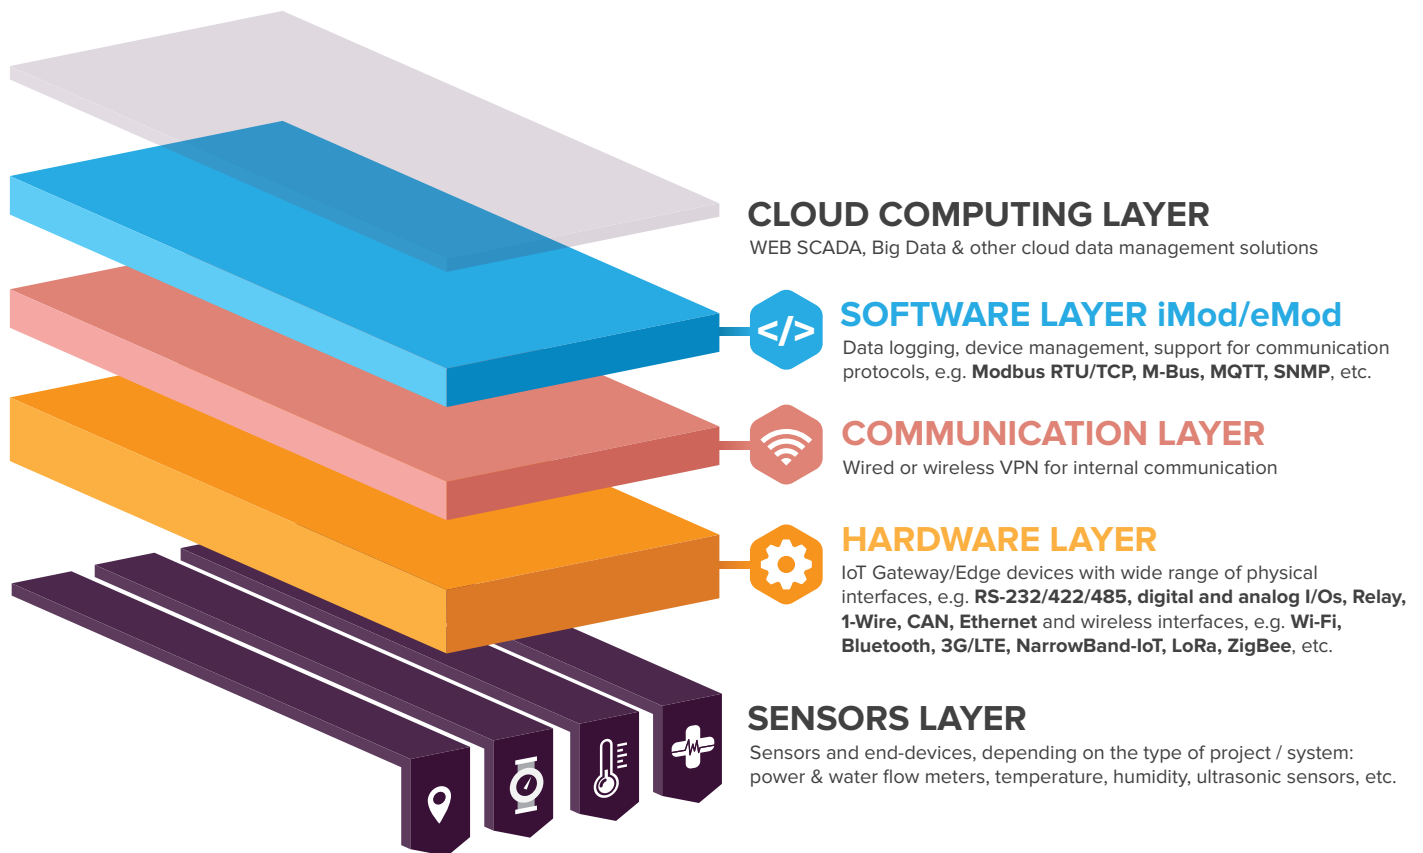 CLOUD COMPUTING LAYER
WEB SCADA, Big Data & other cloud data management solutions
</>
SOFTWARE LAYER iMod/eMod
Data logging, device management, support for communication
protocols, e.g. Modbus RTU/TCP, M-Bus, MQTT, SNMP, etc.
COMMUNICATION LAYER
Wired or wireless VPN for internal communication
HARDWARE LAYER
IoT Gateway/Edge devices with wide range of physical
interfaces, e.g. RS-232/422/485, digital and analog I/Os, Relay,
1-Wire, CAN, Ethernet and wireless interfaces, e.g. Wi-Fi,
Bluetooth, 3G/LTE, NarrowBand-IoT, LoRa, ZigBee, etc.
SENSORS LAYER
Sensors and end-devices, depending on the type of project / system:
power & water flow meters, temperature, humidity, ultrasonic sensors, etc.